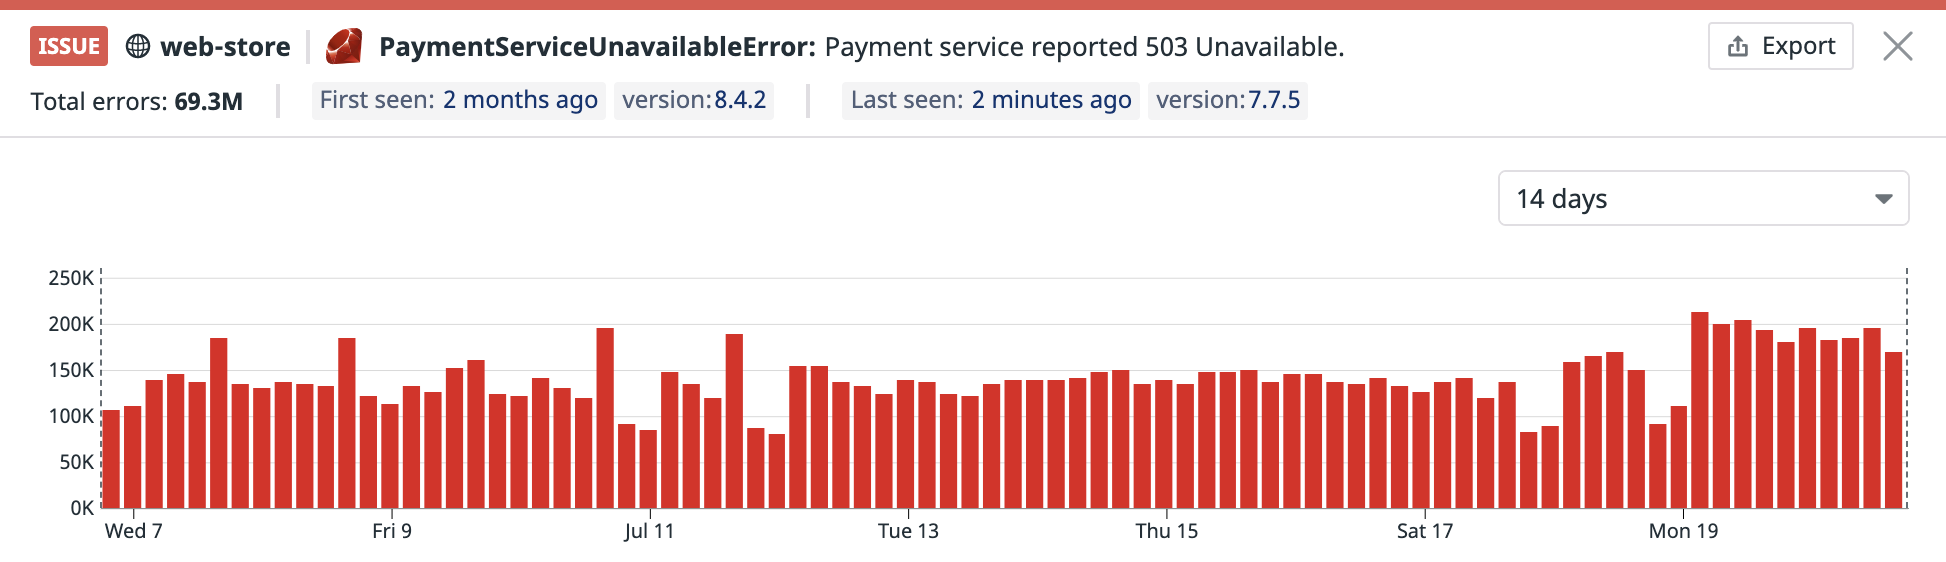 ISSUE web-store PaymentServiceUnavailableError: Payment service reported 503 Unavailable. Export
Total errors: 69.3M First seen: 2 months ago version:8.4.2 Last seen: 2 minutes ago version:7.7.5
14 days
250K
200K
150K
100K
50K
0K
Wed 7 Fri 9 Jul 11 Tue 13 Thu 15 Sat 17 Mon 19